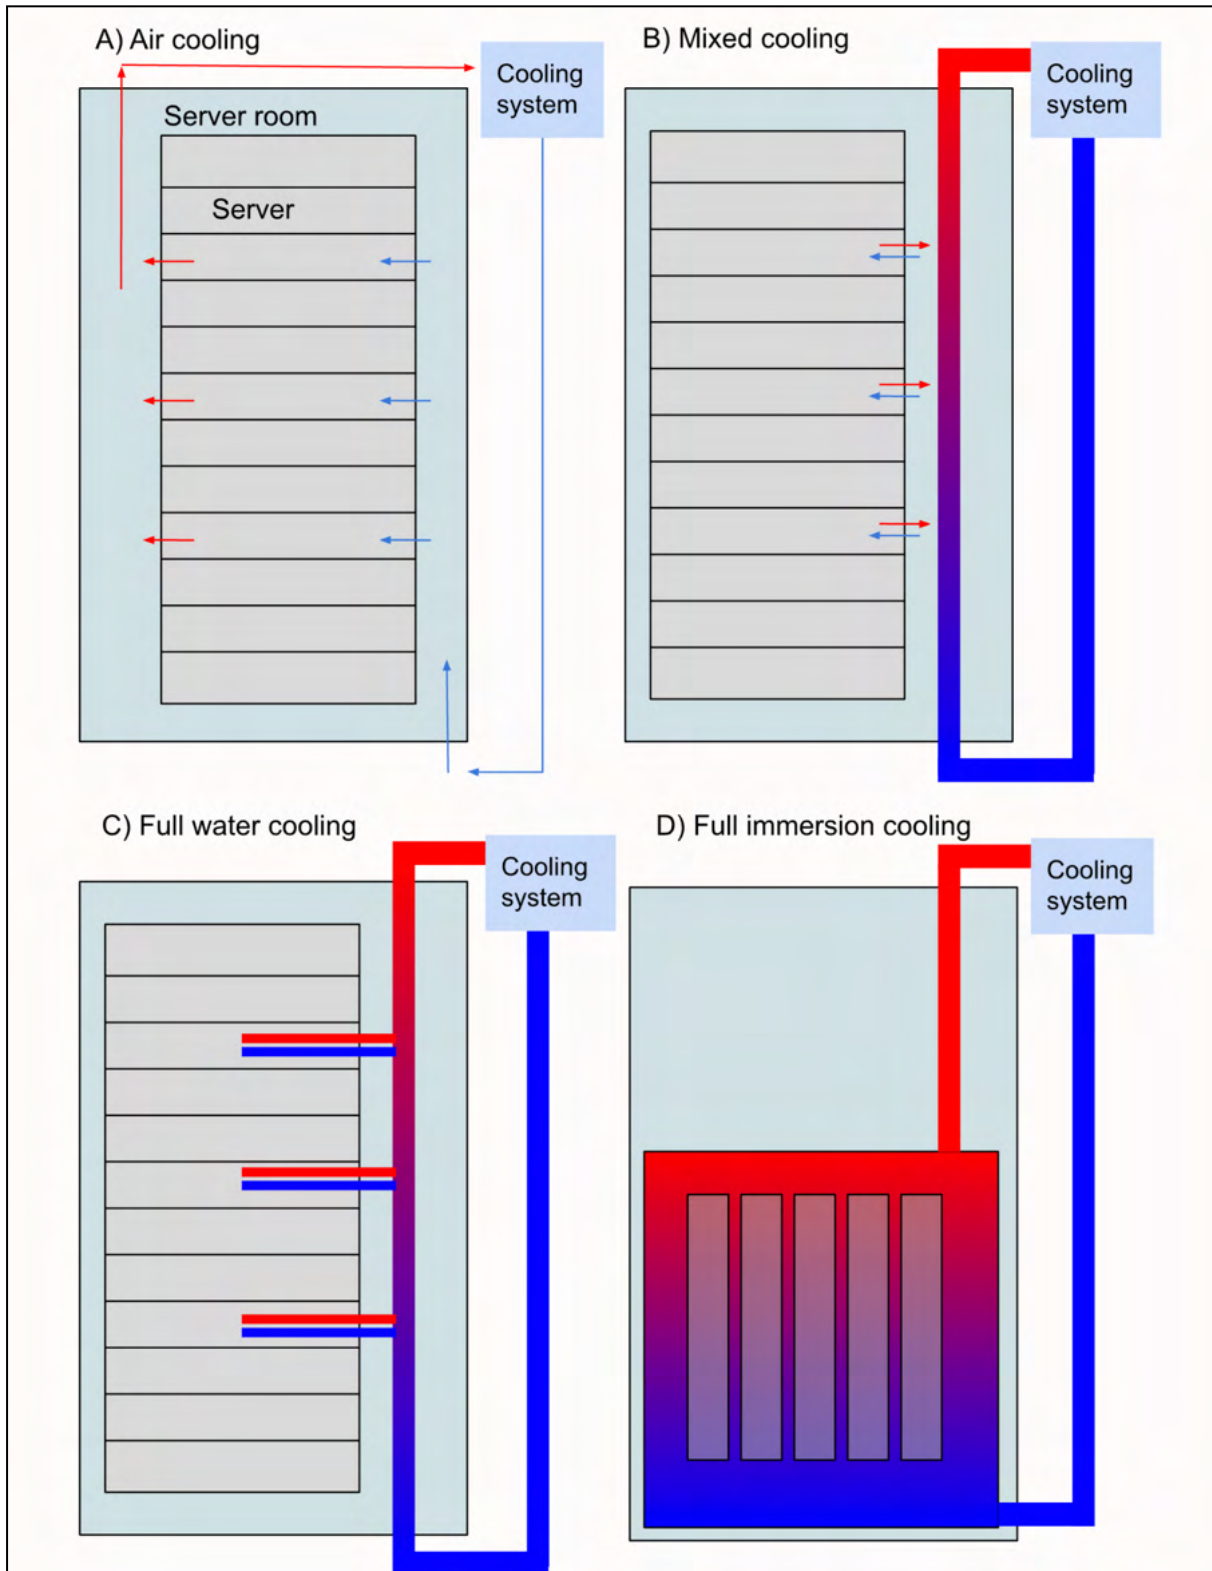 A) Air cooling
Cooling
system
Server room
Server
B) Mixed cooling
Cooling
system
C) Full water cooling
Cooling
system
D) Full immersion cooling
Cooling
system